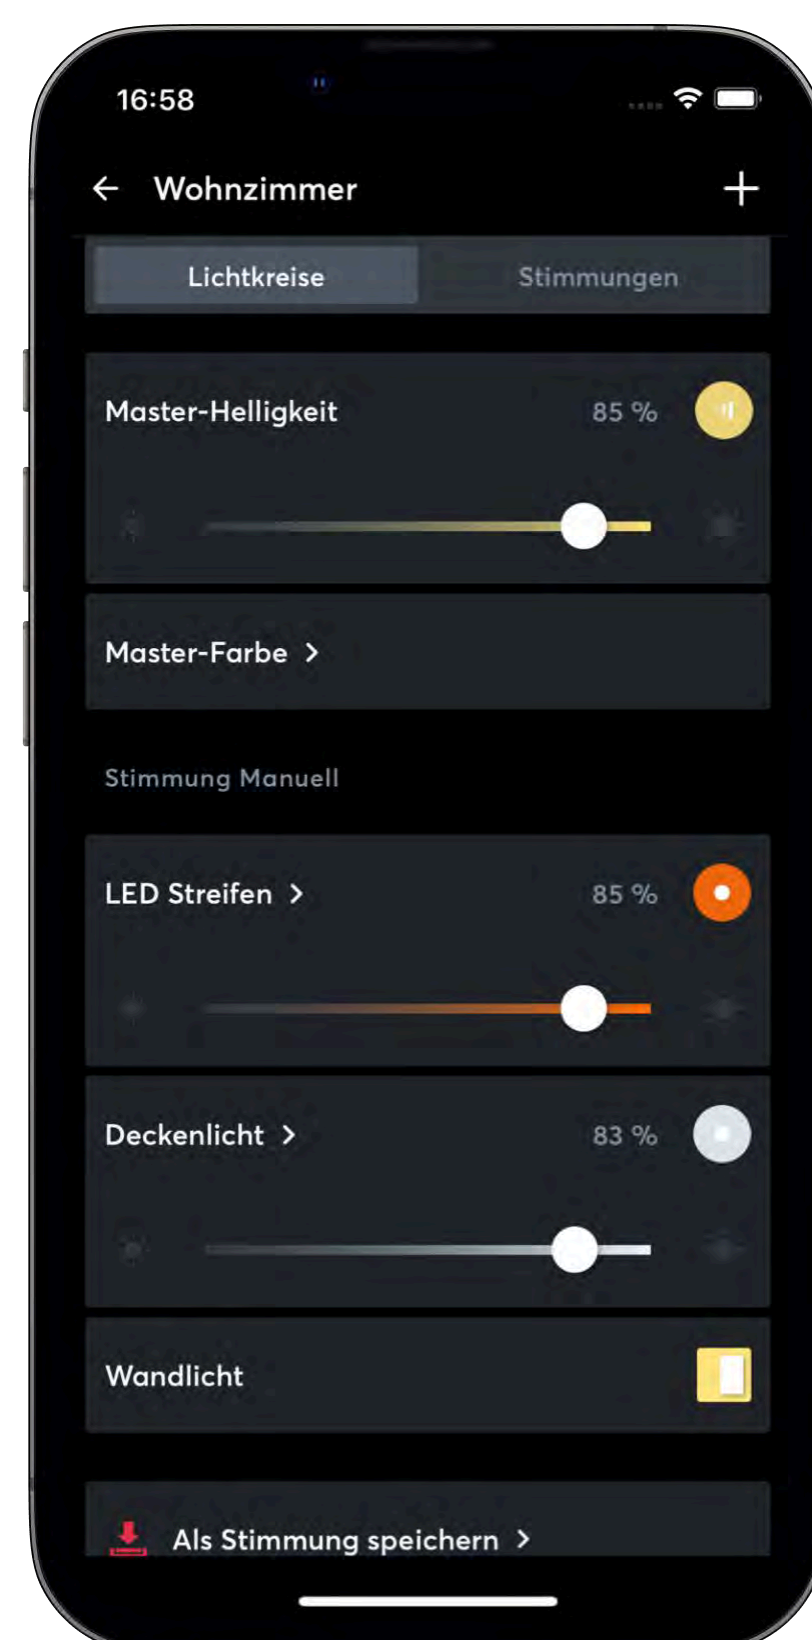 16:58
Wohnzimmer
Lichtkreise Stimmungen
Master-Helligkeit 85 %
Master-Farbe
Stimmung Manuell
LED Streifen 85 %
Deckenlicht 83 %
Wandlicht
Als Stimmung speichern